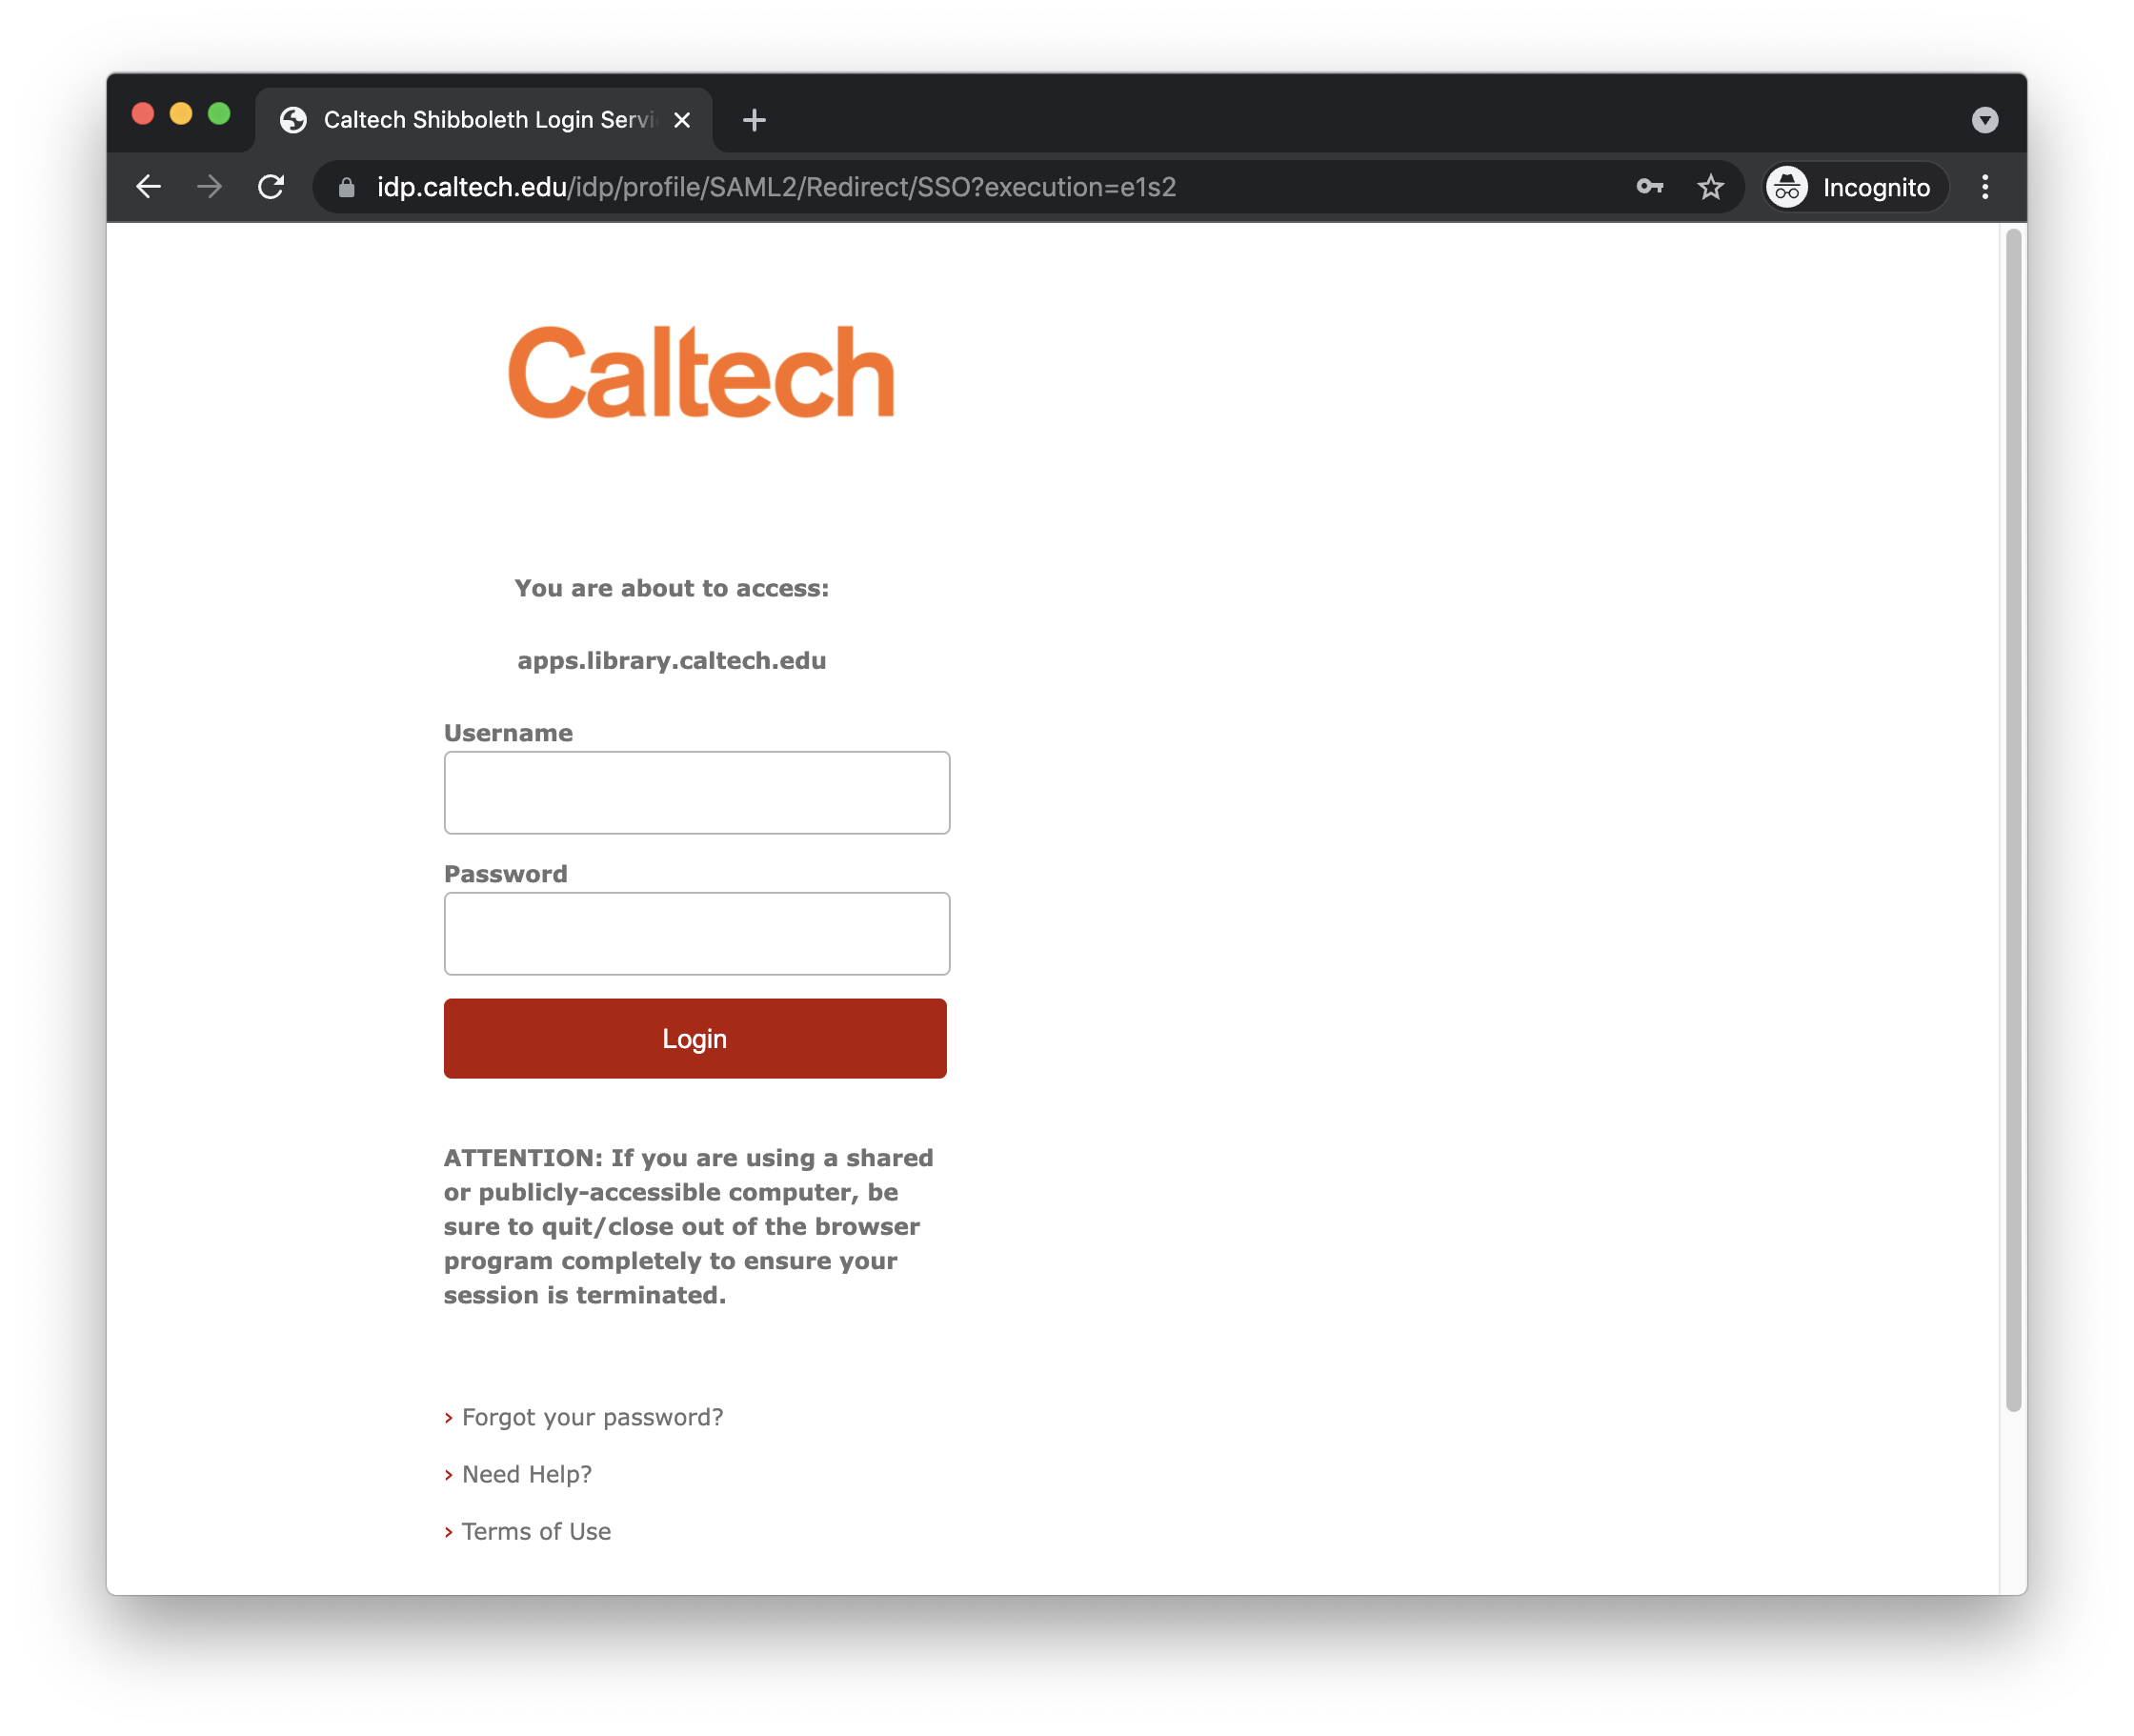 Caltech Shibboleth Login Servi
idp.caltech.edu/idp/profile/SAML2/Redirect/SSO?execution=e1s2
Incognito
Caltech
You are about to access:
apps.library.caltech.edu
Username
Password
Login
ATTENTION: If you are using a shared
or publicly-accessible computer, be
sure to quit/close out of the browser
program completely to ensure your
session is terminated.
› Forgot your password?
› Need Help?
› Terms of Use